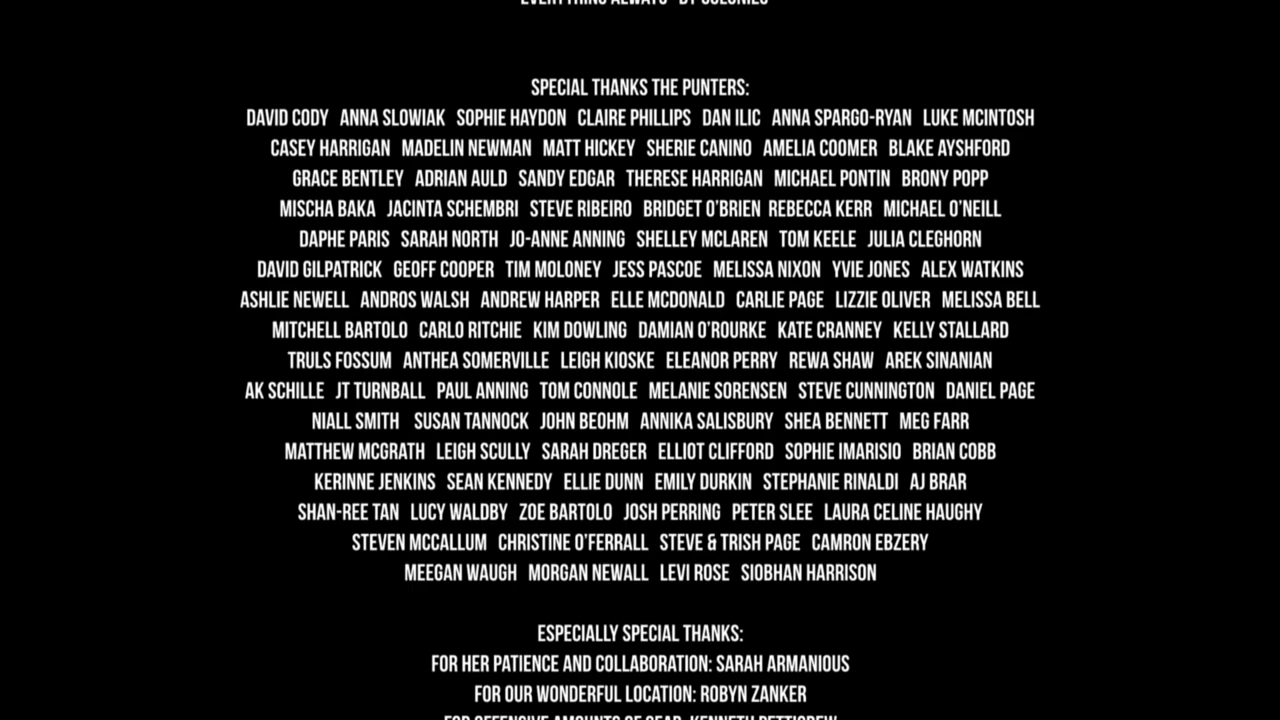 EVERYTHING ALWAYS BY COLONIES
SPECIAL THANKS THE PUNTERS:
DAVID CODY ANNA SLOWIAK SOPHIE HAYDON CLAIRE PHILLIPS DAN ILIC ANNA SPARGO-RYAN LUKE MCINTOSH
CASEY HARRIGAN MADELIN NEWMAN MATT HICKEY SHERIE CANINO AMELIA COOMER BLAKE AYSHFORD
GRACE BENTLEY ADRIAN AULD SANDY EDGAR THERESE HARRIGAN MICHAEL PONTIN BRONY POPP
MISCHA BAKA JACINTA SCHEMBRI STEVE RIBEIRO BRIDGET O'BRIEN REBECCA KERR MICHAEL O'NEILL
DAPHE PARIS SARAH NORTH JO-ANNE ANNING SHELLEY MCLAREN TOM KEELE JULIA CLEGHORN
DAVID GILPATRICK GEOFF COOPER TIM MOLONEY JESS PASCOE MELISSA NIXON YVIE JONES ALEX WATKINS
ASHLIE NEWELL ANDROS WALSH ANDREW HARPER ELLE MCDONALD CARLIE PAGE LIZZIE OLIVER MELISSA BELL
MITCHELL BARTOLO CARLO RITCHIE KIM DOWLING DAMIAN O'ROURKE KATE CRANNEY KELLY STALLARD
TRULS FOSSUM ANTHEA SOMERVILLE LEIGH KIOSKE ELEANOR PERRY REWA SHAW AREK SINANIAN
AK SCHILLE JT TURNBALL PAUL ANNING TOM CONNOLE MELANIE SORENSEN STEVE CUNNINGTON DANIEL PAGE
NIALL SMITH SUSAN TANNOCK JOHN BEOHM ANNIKA SALISBURY SHEA BENNETT MEG FARR
MATTHEW MCGRATH LEIGH SCULLY SARAH DREGER ELLIOT CLIFFORD SOPHIE IMARISIO BRIAN COBB
KERINNE JENKINS SEAN KENNEDY ELLIE DUNN EMILY DURKIN STEPHANIE RINALDI AJ BRAR
SHAN-REE TAN LUCY WALDBY ZOE BARTOLO JOSH PERRING PETER SLEE LAURA CELINE HAUGHY
STEVEN MCCALLUM CHRISTINE O'FERRALL STEVE & TRISH PAGE CAMRON EBZERY
MEEGAN WAUGH MORGAN NEWALL LEVI ROSE SIOBHAN HARRISON
ESPECIALLY SPECIAL THANKS:
FOR HER PATIENCE AND COLLABORATION: SARAH ARMANIOUS
FOR OUR WONDERFUL LOCATION: ROBYN ZANKER
FOR OFFENSIVE AMOUNTS OF GEAR: KENNETH PETTIGREW